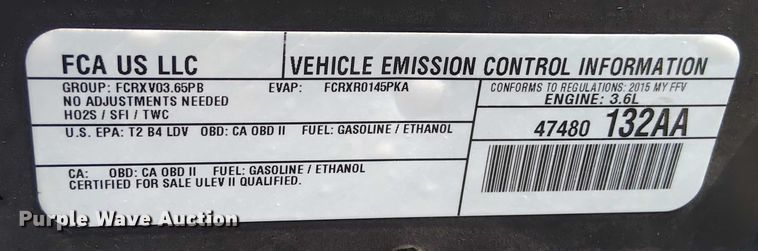 FCA US LLC
VEHICLE EMISSION CONTROL INFORMATION
GROUP: FCRXV03.65PB EVAP: FCRXR0145PKA
NO ADJUSTMENTS NEEDED
HO2S / SFI / TWC
CONFORMS TO REGULATIONS: 2015 MY FFV
ENGINE: 3.6L
U.S. EPA: T2 B4 LDV OBD: CA OBD II FUEL: GASOLINE / ETHANOL
47480 132AA
CA: OBD: CA OBD II FUEL: GASOLINE / ETHANOL
CERTIFIED FOR SALE ULEV II QUALIFIED.
Purple Wave Auction